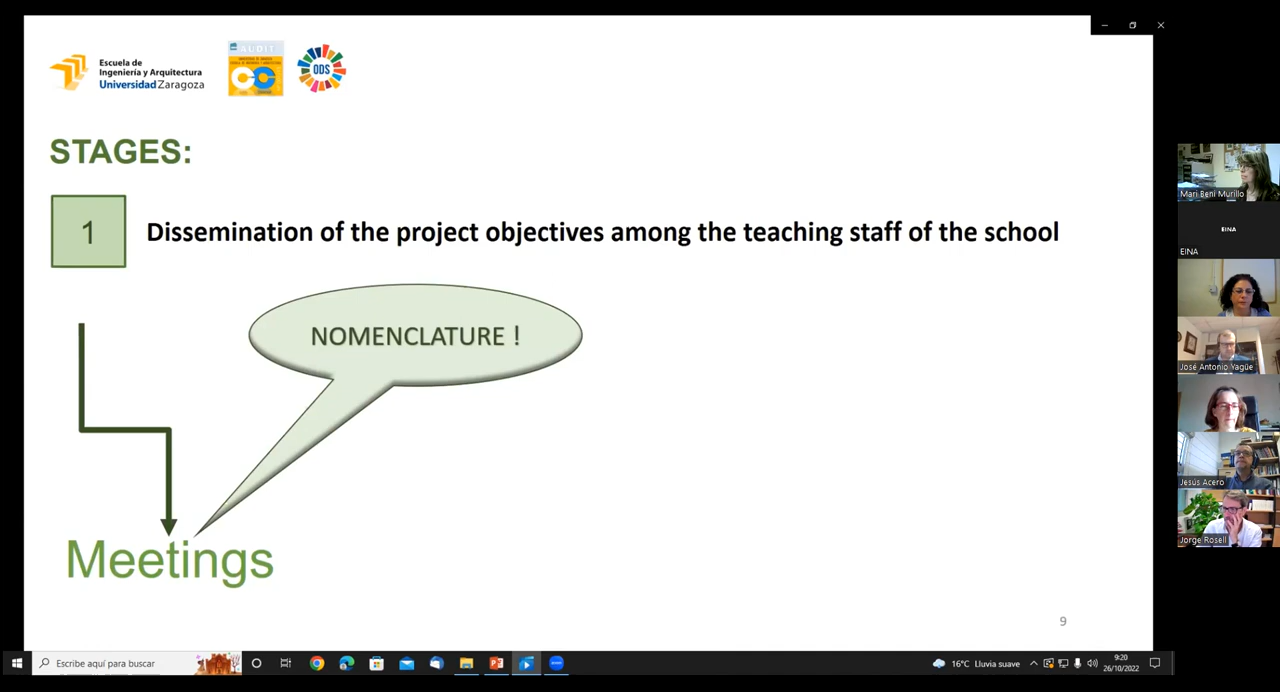 Escuela de
Ingeniería y Arquitectura
Universidad Zaragoza
AUDIT
ODS
STAGES:
1
Dissemination of the project objectives among the teaching staff of the school
NOMENCLATURE !
Meetings
9
Mari Beni Murillo
EINA
EINA
José Antonio Yagüe
Jesús Acero
Jorge Rosell
Escribe aquí para buscar
16°C Lluvia suave
9:20
26/10/2022